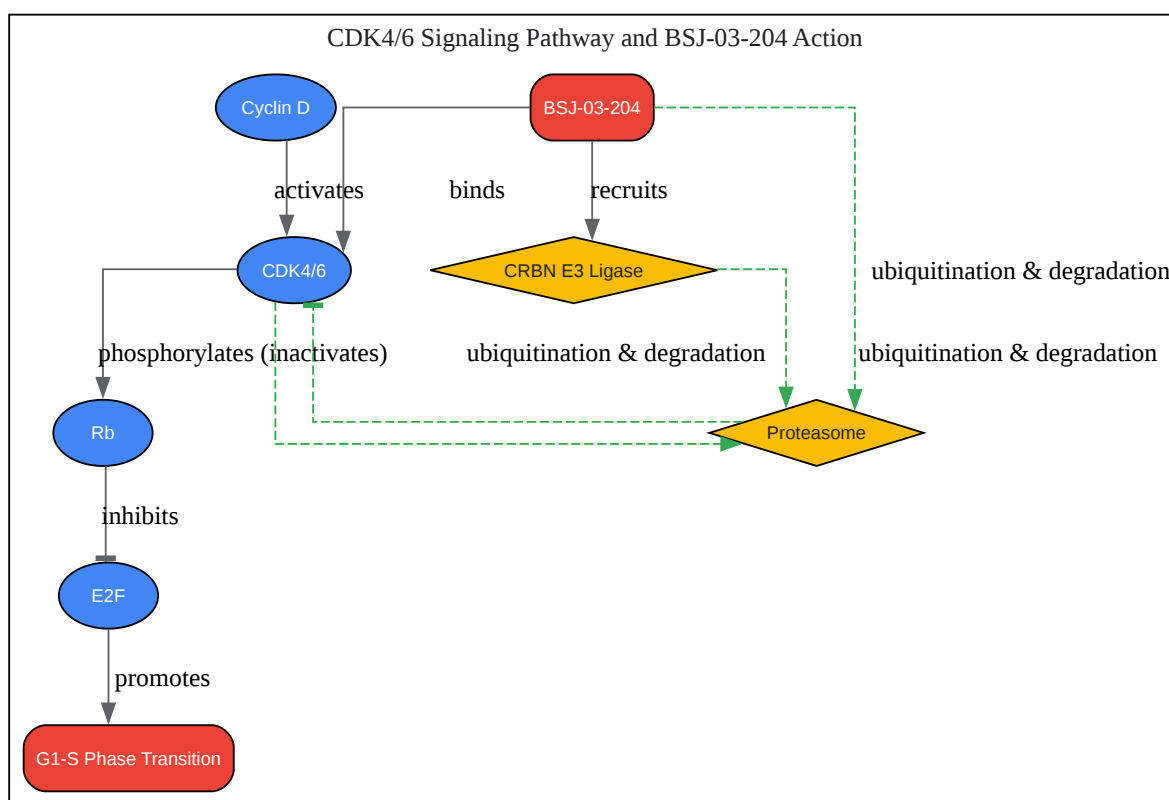 CDK4/6 Signaling Pathway and BSJ-03-204 Action
Cyclin D
BSJ-03-204
activates
binds
recruits
CDK4/6
CRBN E3 Ligase
ubiquitination & degradation
phosphorylates (inactivates)
ubiquitination & degradation
ubiquitination & degradation
Rb
Proteasome
inhibits
E2F
promotes
G1-S Phase Transition